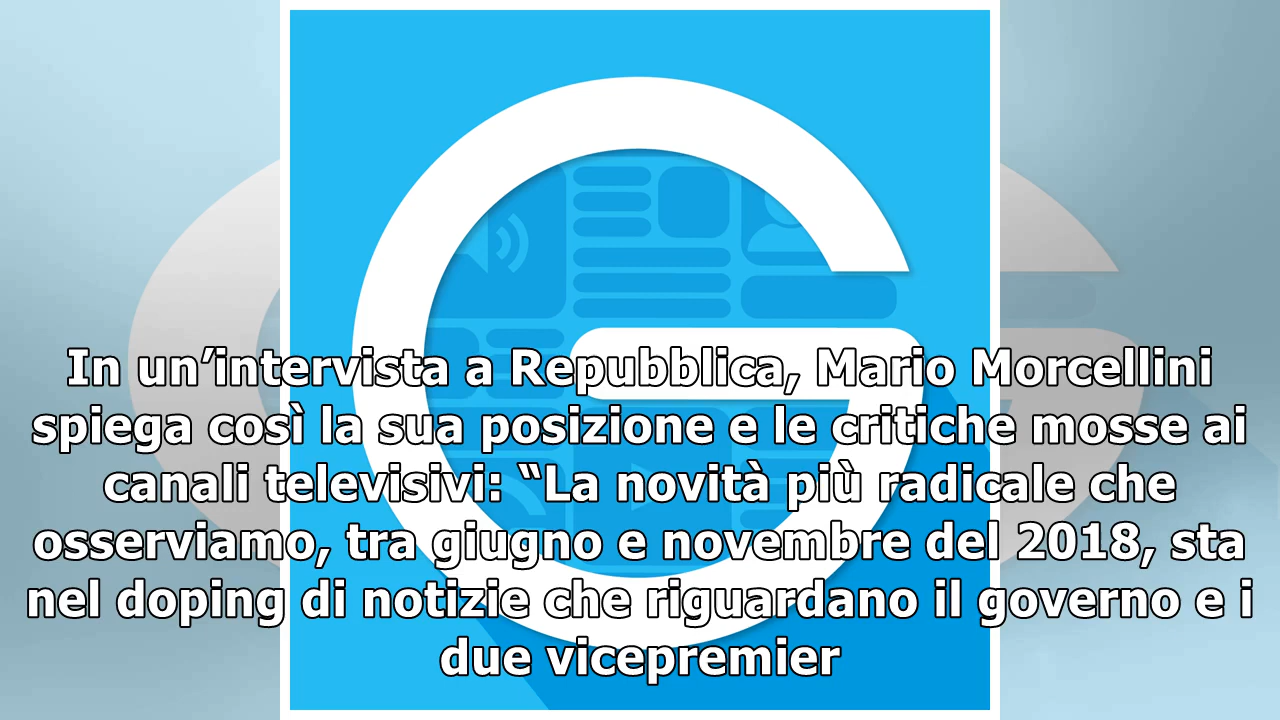 In un’intervista a Repubblica, Mario Morcellini
spiega così la sua posizione e le critiche mosse ai
canali televisivi: “La novità più radicale che
osserviamo, tra giugno e novembre del 2018, sta
nel doping di notizie che riguardano il governo e i
due vicepremier